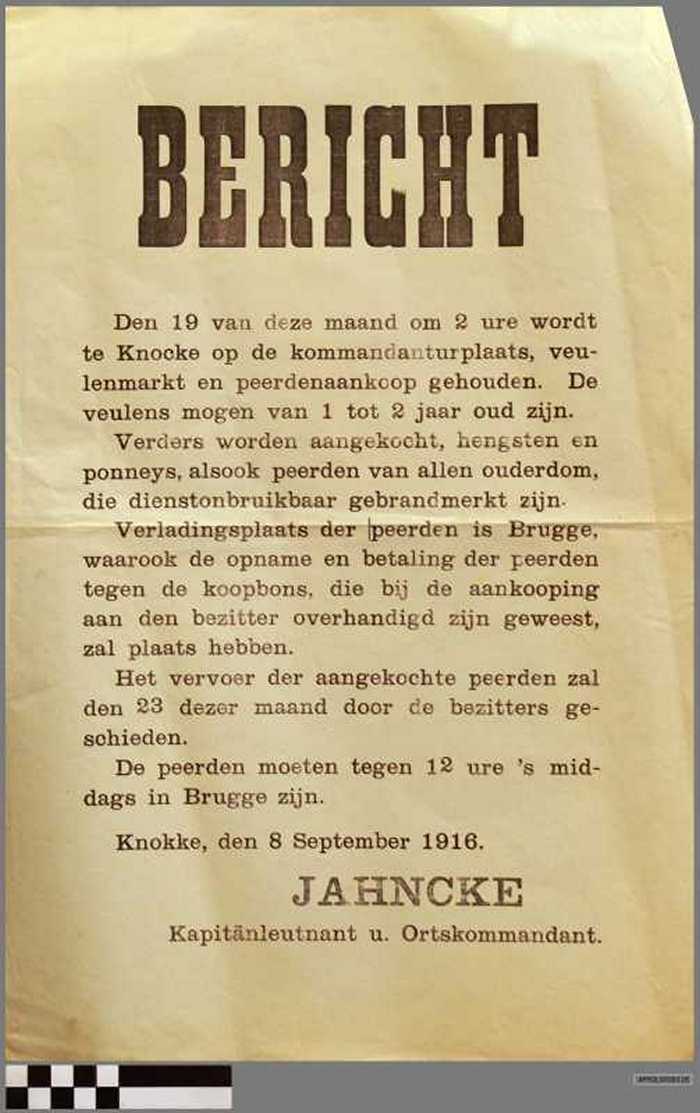 BERICHT
Den 19 van deze maand om 2 ure wordt
te Knocke op de kommandanturplaats, veu-
lenmarkt en peerdenaankoop gehouden. De
veulens mogen van 1 tot 2 jaar oud zijn.
Verders worden aangekocht, hengsten en
ponneys, alsook peerden van allen ouderdom,
die dienstonbruikbaar gebrandmerkt zijn.
Verladingsplaats der peerden is Brugge,
waarook de opname en betaling der peerden
tegen de koopbons, die bij de aankooping
aan den bezitter overhandigd zijn geweest,
zal plaats hebben.
Het vervoer der aangekochte peerden zal
den 23 dezer maand door de bezitters ge-
schieden.
De peerden moeten tegen 12 ure 's mid-
dags in Brugge zijn.
Knokke, den 8 September 1916.
JAHNCKE
Kapitänleutnant u. Ortskommandant.